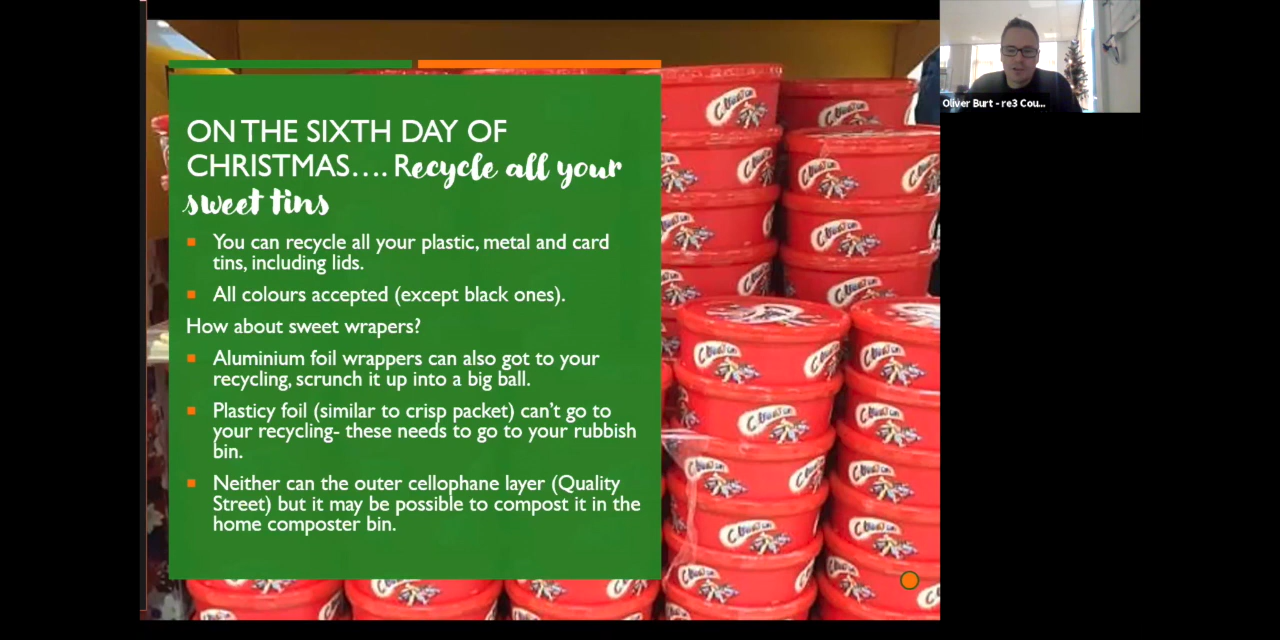 ON THE SIXTH DAY OF
CHRISTMAS.... Recycle all your
sweet tins
You can recycle all your plastic, metal and card
tins, including lids.
All colours accepted (except black ones).
How about sweet wrapers?
Aluminium foil wrappers can also got to your
recycling, scrunch it up into a big ball.
Plasticy foil (similar to crisp packet) can't go to
your recycling- these needs to go to your rubbish
bin.
Neither can the outer cellophane layer (Quality
Street) but it may be possible to compost it in the
home composter bin.
Oliver Burt - re3 Cou...